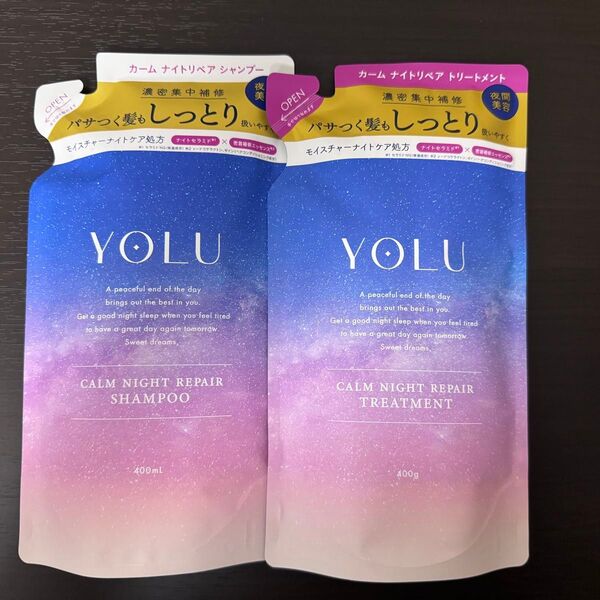 カーム ナイトリペア シャンプー
OPEN
濃密集中補修
夜間
美容
パサつく髪もしっとり扱いやすく
モイスチャーナイトケア処方
ナイトセラミド
×
YOLU
A peaceful end of the day
brings out the best in you.
Get a good night sleep when you feel tired
to have a great day again tomorrow.
Sweet dreams,
CALM NIGHT REPAIR
SHAMPOO
400mL
カーム ナイトリペア トリートメント
OPEN
濃密集中補修
夜間
美容
パサつく髪もしっとり扱いやすく
モイスチャーナイトケア処方
ナイトセラミド
×
YOLU
A peaceful end of the day
brings out the best in you.
Get a good night sleep when you feel tired
to have a great day again tomorrow.
Sweet dreams,
CALM NIGHT REPAIR
TREATMENT
400g